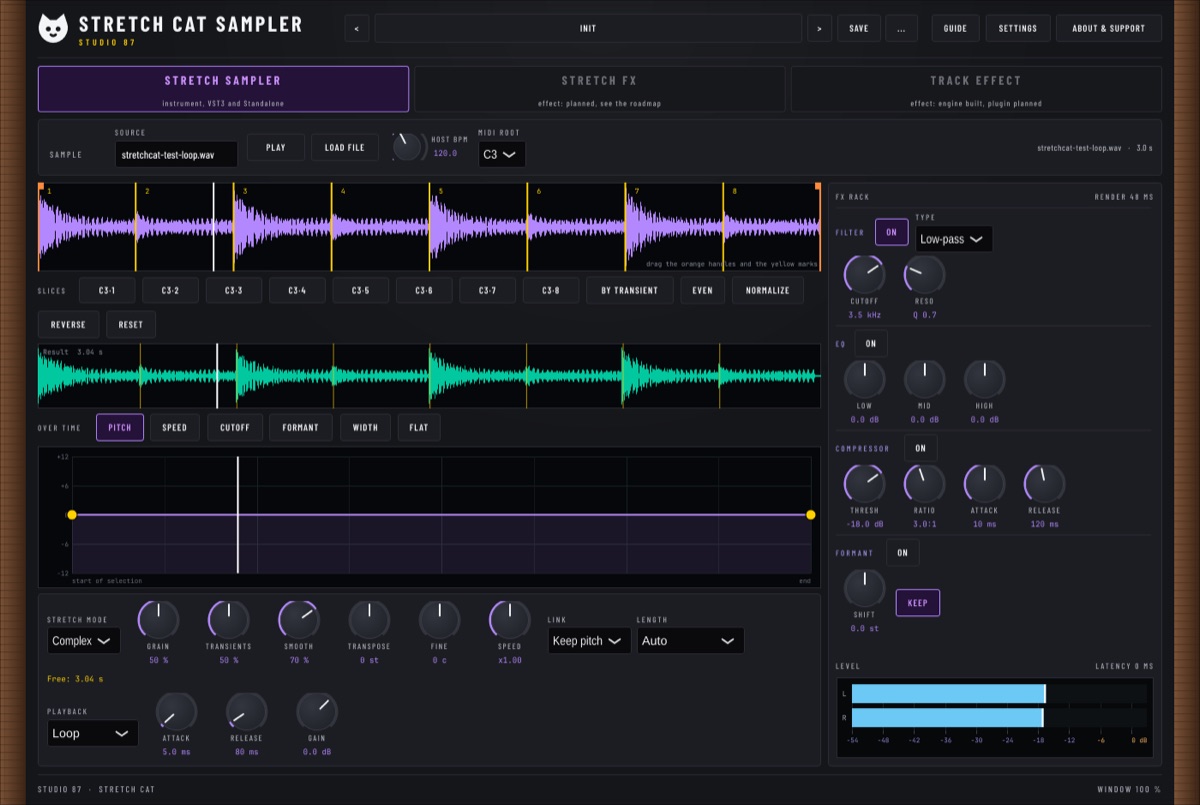 STRETCH CAT SAMPLER
STUDIO 87
<
INIT
>
SAVE
...
GUIDE
SETTINGS
ABOUT & SUPPORT
STRETCH SAMPLER
instrument, VST3 and Standalone
STRETCH FX
effect: planned, see the roadmap
TRACK EFFECT
effect: engine built, plugin planned
SAMPLE
SOURCE
stretchcat-test-loop.wav
PLAY
LOAD FILE
HOST BPM
120.0
MIDI ROOT
C3
stretchcat-test-loop.wav · 3.0 s
1 2 3 4 5 6 7 8
drag the orange handles and the yellow marks
SLICES
C3·1
C3·2
C3·3
C3·4
C3·5
C3·6
C3·7
C3·8
BY TRANSIENT
EVEN
NORMALIZE
REVERSE
RESET
Result 3.04 s
OVER TIME
PITCH
SPEED
CUTOFF
FORMANT
WIDTH
FLAT
+12
+6
-6
-12
start of selection
end
STRETCH MODE
Complex
GRAIN
50 %
TRANSIENTS
50 %
SMOOTH
70 %
TRANSPOSE
0 st
FINE
0 c
SPEED
x1.00
LINK
Keep pitch
LENGTH
Auto
Free: 3.04 s
PLAYBACK
Loop
ATTACK
5.0 ms
RELEASE
80 ms
GAIN
0.0 dB
FX RACK
RENDER 48 MS
FILTER
ON
TYPE
Low-pass
CUTOFF
3.5 kHz
RESO
Q 0.7
EQ
ON
LOW
0.0 dB
MID
0.0 dB
HIGH
0.0 dB
COMPRESSOR
ON
THRESH
-18.0 dB
RATIO
3.0:1
ATTACK
10 ms
RELEASE
120 ms
FORMANT
ON
SHIFT
0.0 st
KEEP
LEVEL
LATENCY 0 MS
L
R
-54 -48 -42 -36 -30 -24 -18 -12 -6 0 dB
STUDIO 87 · STRETCH CAT
WINDOW 100 %